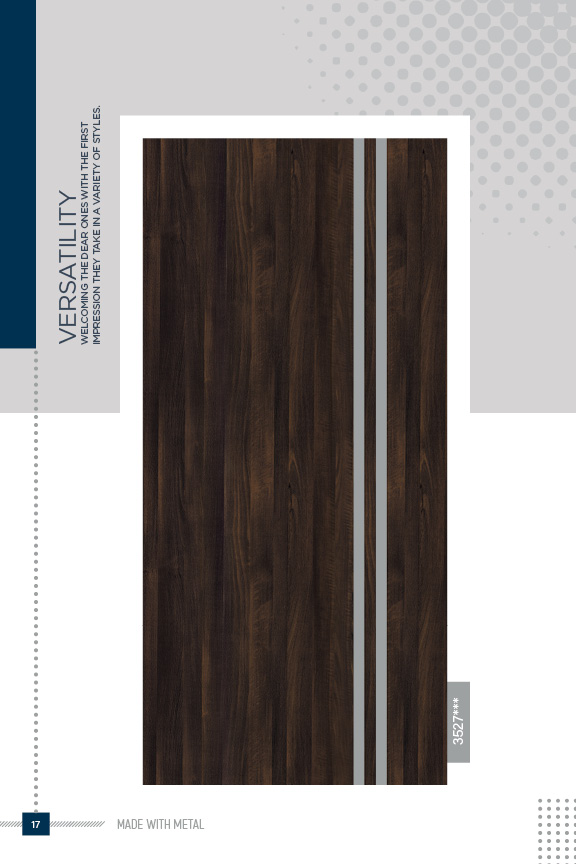 VERSATILITY
WELCOMING THE DEAR ONES WITH THE FIRST
IMPRESSION THEY TAKE IN A VARIETY OF STYLES.
3527***
17
MADE WITH METAL